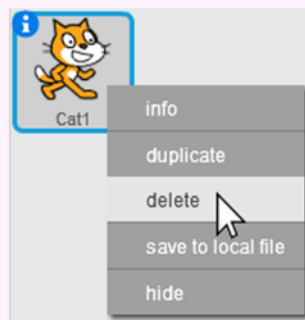 Cat1
info
duplicate
delete
save to local file
hide